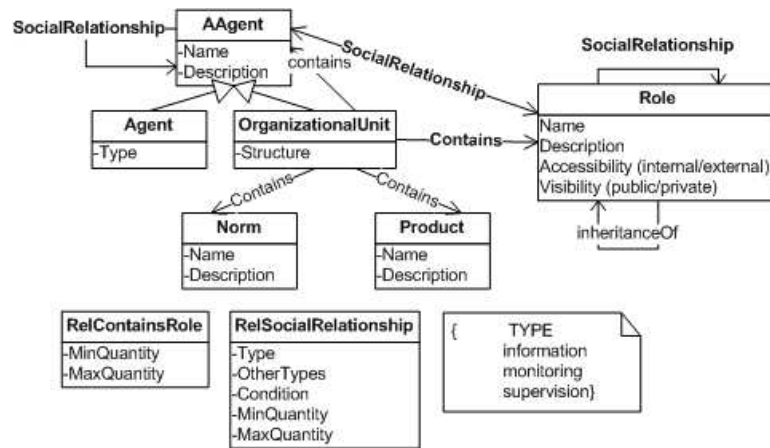 SocialRelationship
AAgent
-Name
-Description
contains
SocialRelationship
SocialRelationship
Role
Name
Description
Accessibility (internal/external)
Visibility (public/private)
inheritanceOf
Agent
-Type
OrganizationalUnit
-Structure
Contains
Contains
Contains
Norm
-Name
-Description
Product
-Name
-Description
RelContainsRole
-MinQuantity
-MaxQuantity
RelSocialRelationship
-Type
-OtherTypes
-Condition
-MinQuantity
-MaxQuantity
{ TYPE
information
monitoring
supervision}